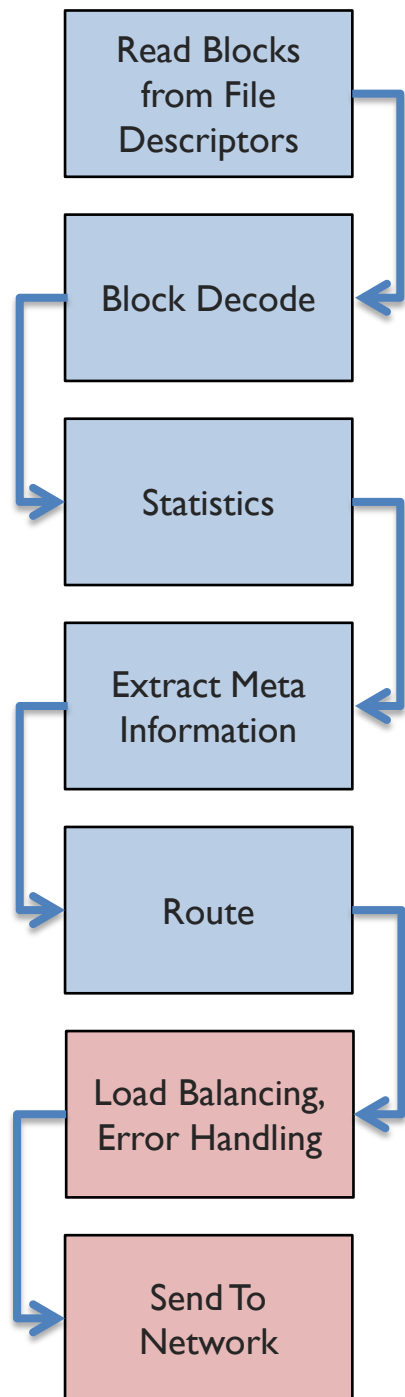 Read Blocks
from File
Descriptors
Block Decode
Statistics
Extract Meta
Information
Route
Load Balancing,
Error Handling
Send To
Network